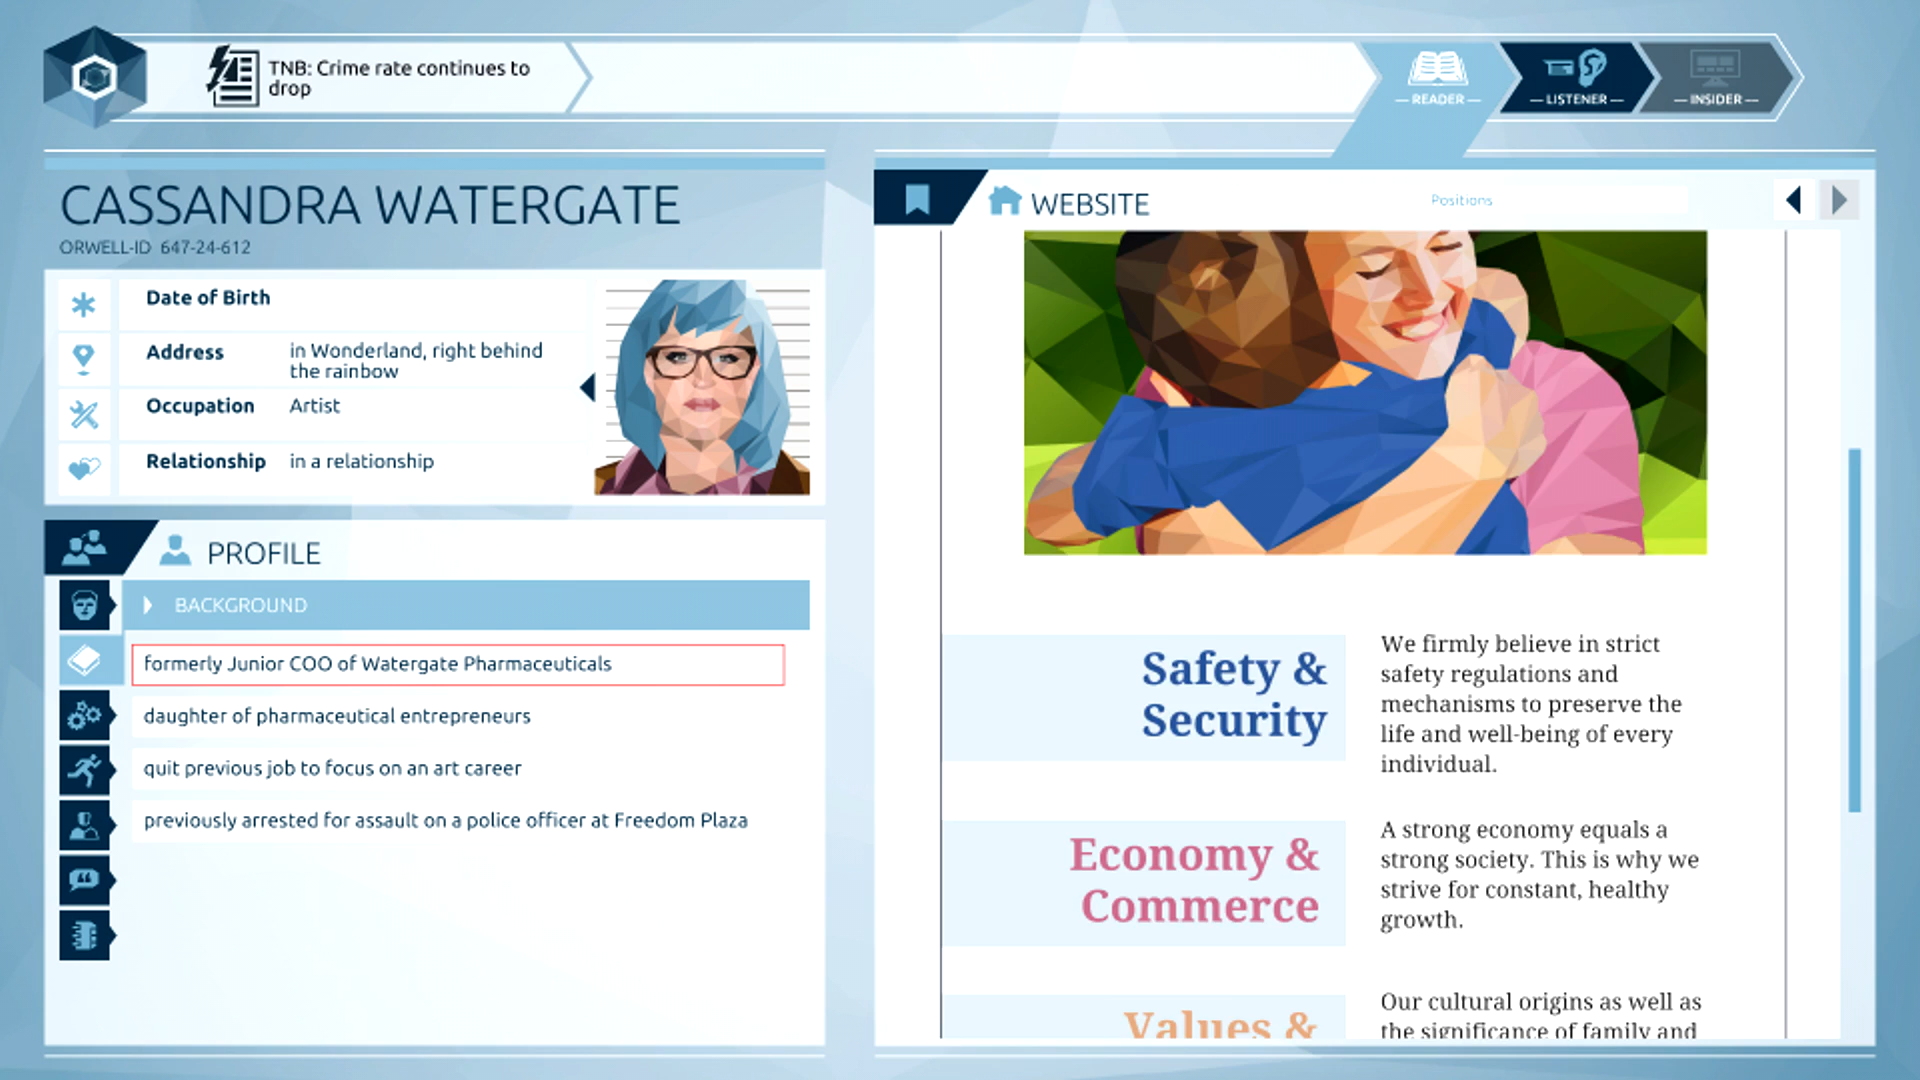 TNB: Crime rate continues to
drop
— READER —
— LISTENER —
— INSIDER —
CASSANDRA WATERGATE
ORWELL-ID 647-24-612
Date of Birth
Address in Wonderland, right behind
the rainbow
Occupation Artist
Relationship in a relationship
PROFILE
BACKGROUND
formerly Junior COO of Watergate Pharmaceuticals
daughter of pharmaceutical entrepreneurs
quit previous job to focus on an art career
previously arrested for assault on a police officer at Freedom Plaza
WEBSITE
Positions
Safety &
Security
We firmly believe in strict
safety regulations and
mechanisms to preserve the
life and well-being of every
individual.
Economy &
Commerce
A strong economy equals a
strong society. This is why we
strive for constant, healthy
growth.
Values &
Our cultural origins as well as
the significance of family and